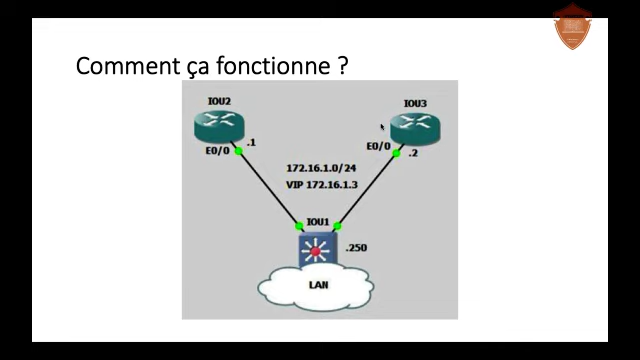 Comment ça fonctionne ?
IOU2
IOU3
E0/0
.1
E0/0
.2
172.16.1.0/24
VIP 172.16.1.3
IOU1
.250
LAN